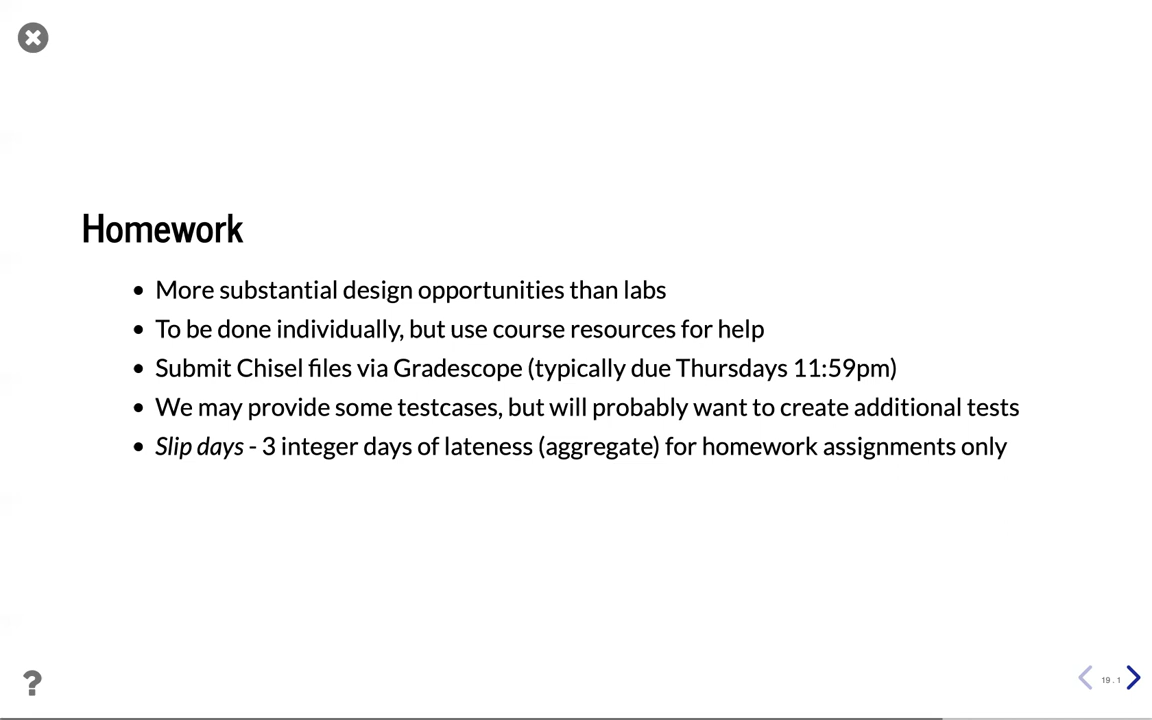 Homework
• More substantial design opportunities than labs
• To be done individually, but use course resources for help
• Submit Chisel files via Gradescope (typically due Thursdays 11:59pm)
• We may provide some testcases, but will probably want to create additional tests
• Slip days - 3 integer days of lateness (aggregate) for homework assignments only
?
19 . 1